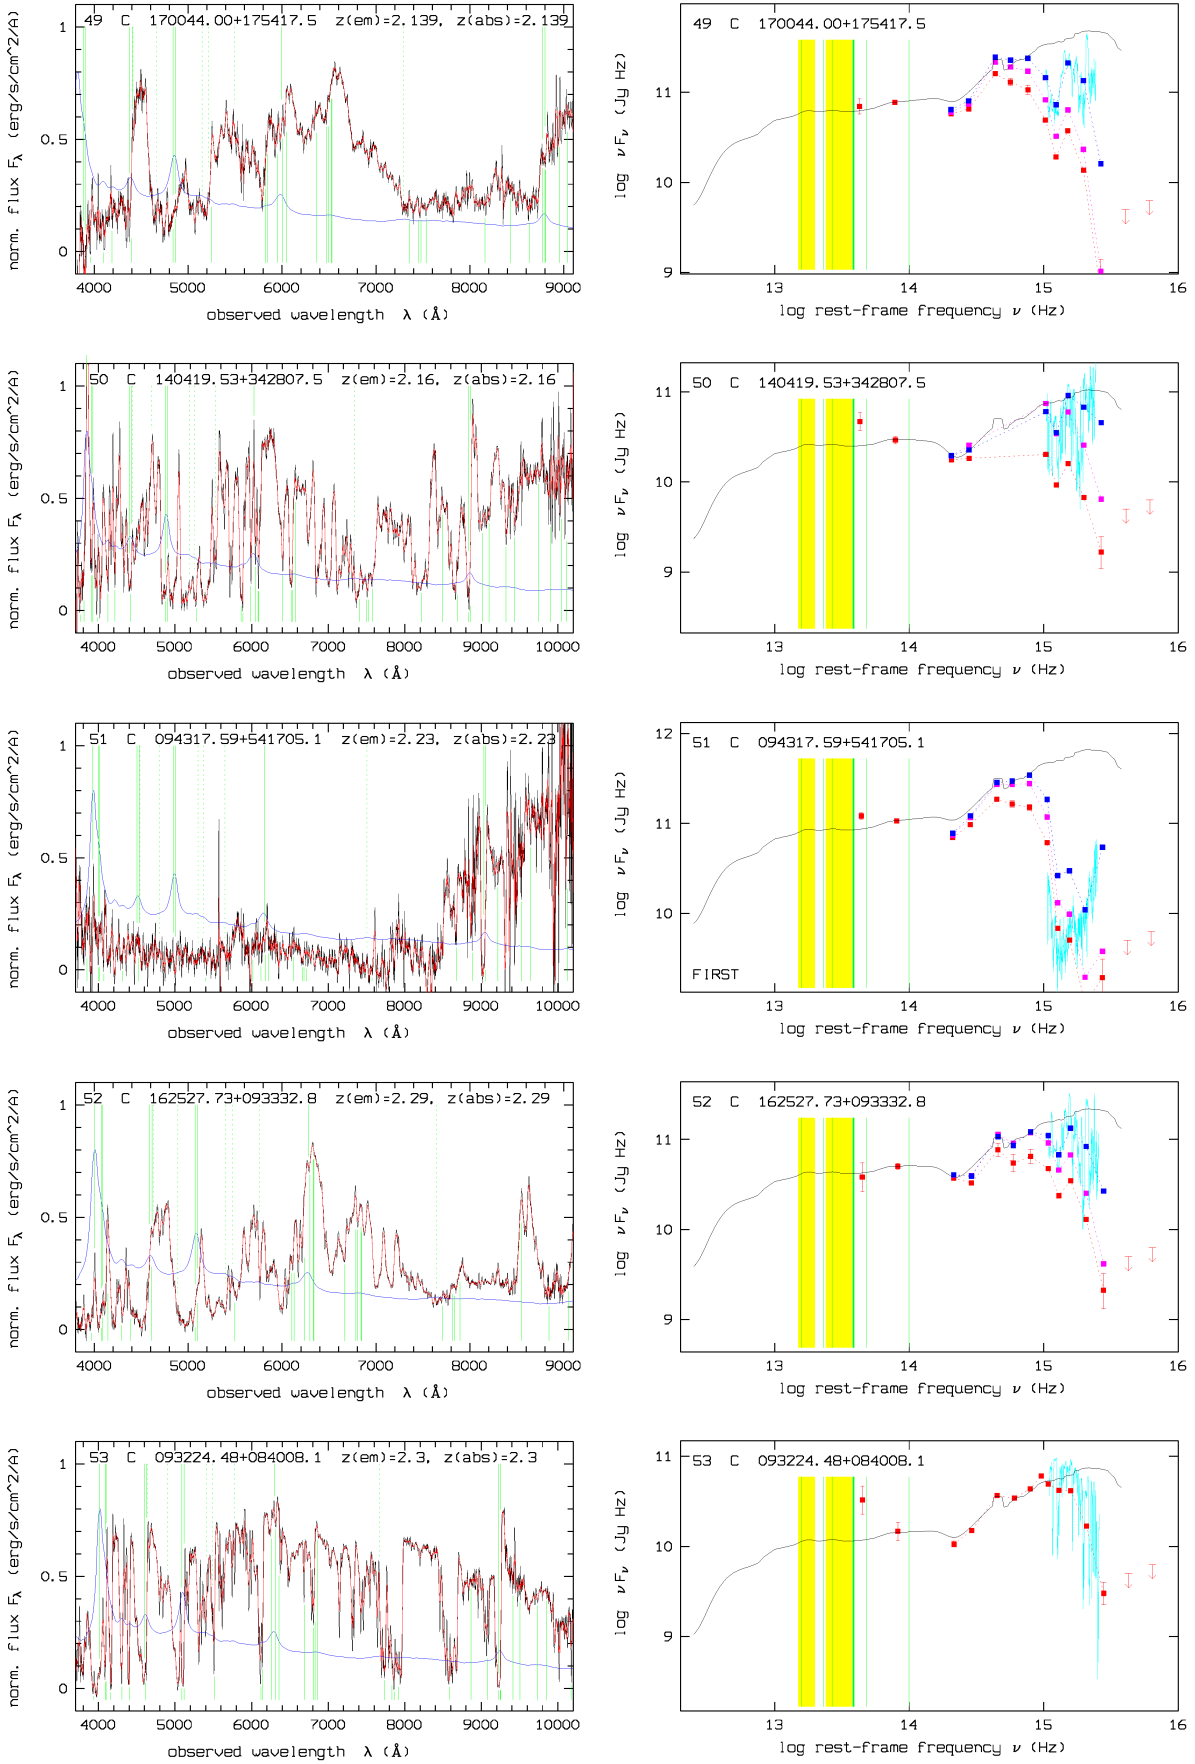 49 C 170044.00+175417.5 z(em)=2.139, z(abs)=2.139
norm. flux Fλ (erg/s/cm^2/A)
1
0.5
0
4000 5000 6000 7000 8000 9000
observed wavelength λ (Å)
49 C 170044.00+175417.5
log ν Fν (Jy Hz)
11
10
9
13 14 15 16
log rest-frame frequency ν (Hz)
50 C 140419.53+342807.5 z(em)=2.16, z(abs)=2.16
norm. flux Fλ (erg/s/cm^2/A)
1
0.5
0
4000 5000 6000 7000 8000 9000 10000
observed wavelength λ (Å)
50 C 140419.53+342807.5
log ν Fν (Jy Hz)
11
10
9
13 14 15 16
log rest-frame frequency ν (Hz)
51 C 094317.59+541705.1 z(em)=2.23, z(abs)=2.23
norm. flux Fλ (erg/s/cm^2/A)
1
0.5
0
4000 5000 6000 7000 8000 9000 10000
observed wavelength λ (Å)
51 C 094317.59+541705.1
log ν Fν (Jy Hz)
12
11
10
FIRST
13 14 15 16
log rest-frame frequency ν (Hz)
52 C 162527.73+093332.8 z(em)=2.29, z(abs)=2.29
norm. flux Fλ (erg/s/cm^2/A)
1
0.5
0
4000 5000 6000 7000 8000 9000
observed wavelength λ (Å)
52 C 162527.73+093332.8
log ν Fν (Jy Hz)
11
10
9
13 14 15 16
log rest-frame frequency ν (Hz)
53 C 093224.48+084008.1 z(em)=2.3, z(abs)=2.3
norm. flux Fλ (erg/s/cm^2/A)
1
0.5
0
4000 5000 6000 7000 8000 9000 10000
observed wavelength λ (Å)
53 C 093224.48+084008.1
log ν Fν (Jy Hz)
11
10
9
13 14 15 16
log rest-frame frequency ν (Hz)